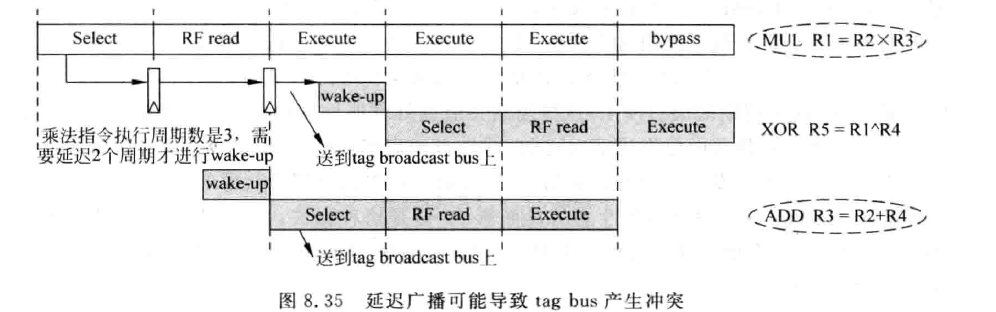 Select RF read Execute Execute Execute bypass MUL R1=R2×R3
wake-up
Select RF read Execute XOR R5=R1^R4
乘法指令执行周期数是3，需
要延迟2个周期才进行wake-up
送到tag broadcast bus上
wake-up
Select RF read Execute ADD R3=R2+R4
送到tag broadcast bus上
图 8.35 延迟广播可能导致 tag bus 产生冲突